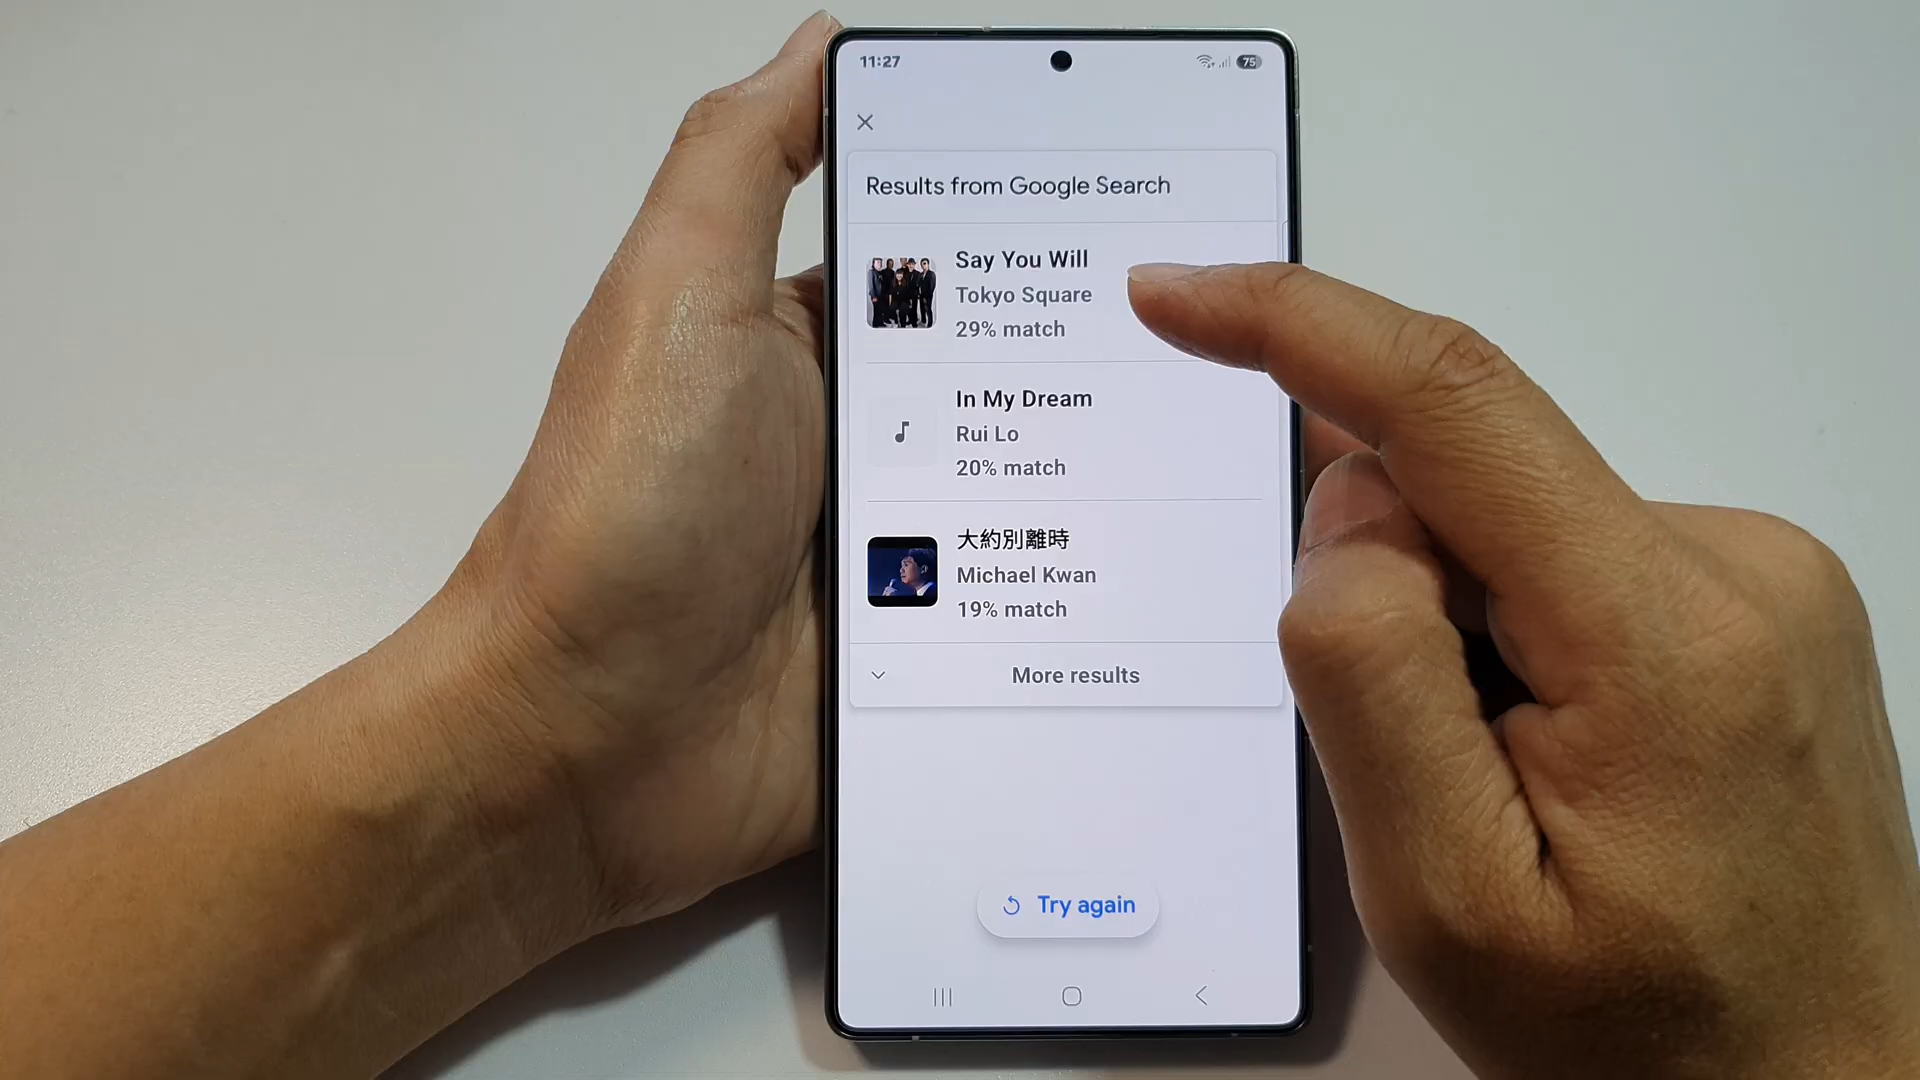 11:27
75
Results from Google Search
Say You Will
Tokyo Square
29% match
In My Dream
Rui Lo
20% match
大約別離時
Michael Kwan
19% match
More results
Try again